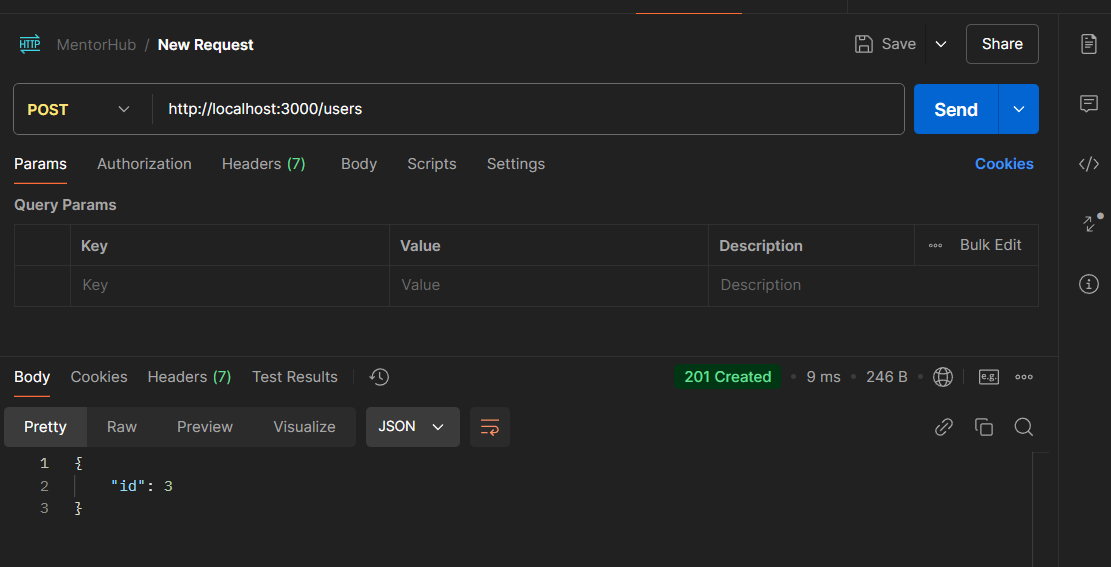 HTTP MentorHub / New Request Save Share
POST http://localhost:3000/users Send
Params Authorization Headers (7) Body Scripts Settings Cookies
Query Params
Key Value Description Bulk Edit
Key Value Description
Body Cookies Headers (7) Test Results 201 Created 9 ms 246 B e.g.
Pretty Raw Preview Visualize JSON
1 {
2 "id": 3
3 }